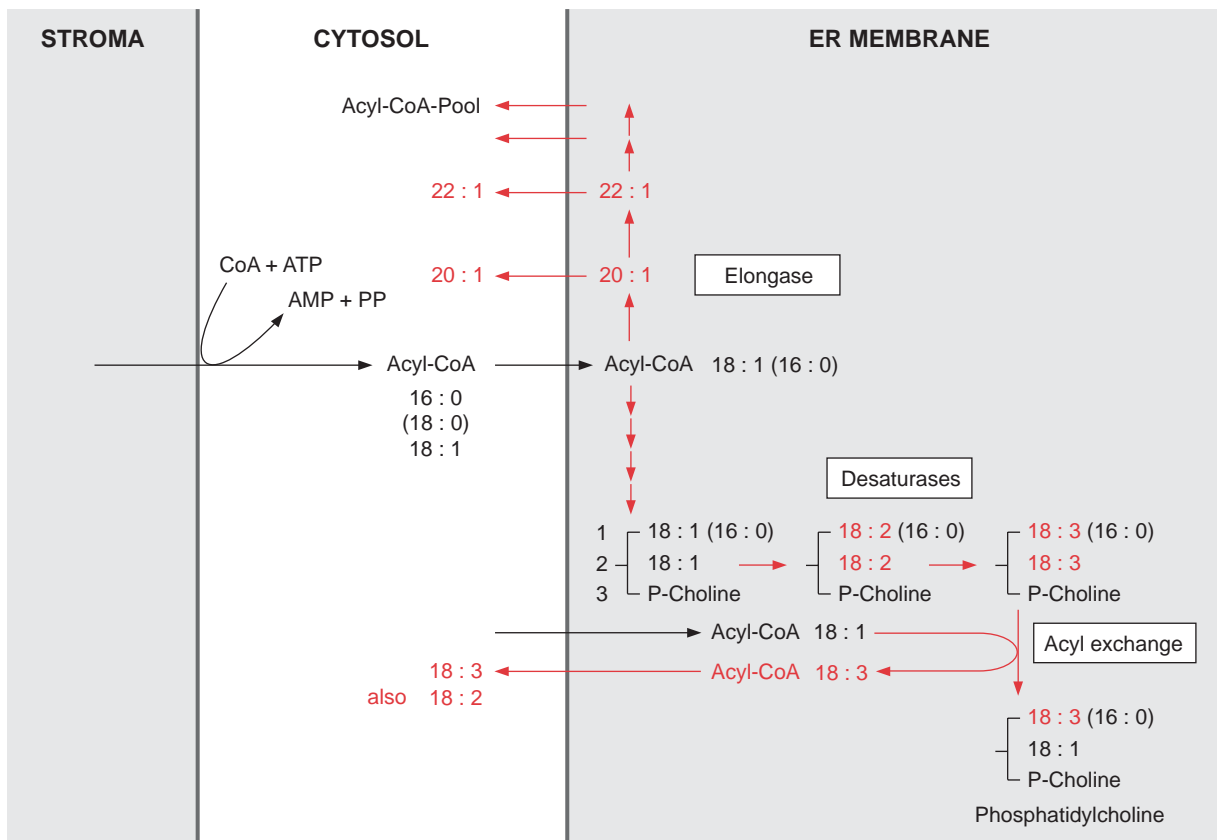 STROMA
CYTOSOL
ER MEMBRANE
Acyl-CoA-Pool
22 : 1
22 : 1
CoA + ATP
20 : 1
20 : 1
Elongase
AMP + PP
Acyl-CoA
Acyl-CoA 18 : 1 (16 : 0)
16 : 0
(18 : 0)
18 : 1
Desaturases
1 18 : 1 (16 : 0)
18 : 2 (16 : 0)
18 : 3 (16 : 0)
2 18 : 1
18 : 2
18 : 3
3 P-Choline
P-Choline
P-Choline
Acyl-CoA 18 : 1
Acyl exchange
18 : 3
Acyl-CoA 18 : 3
also 18 : 2
18 : 3 (16 : 0)
18 : 1
P-Choline
Phosphatidylcholine